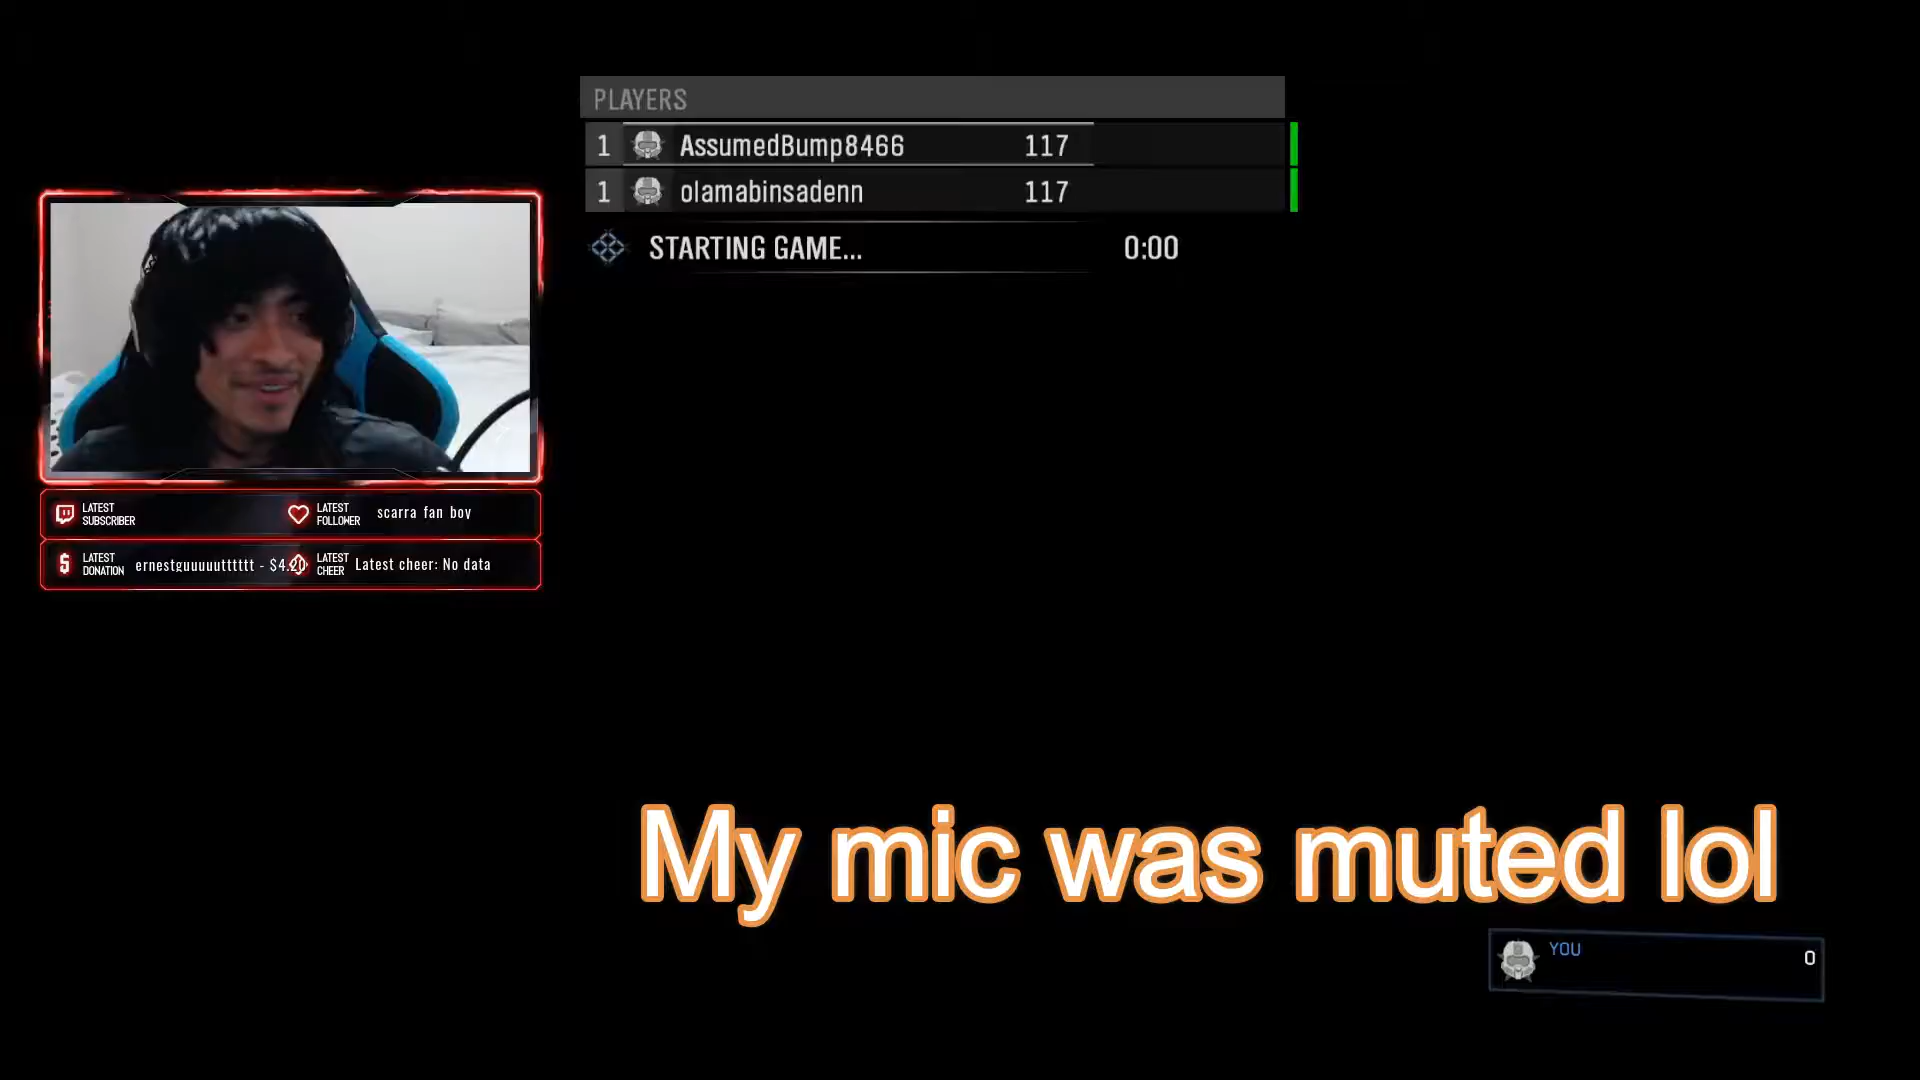 PLAYERS
1 AssumedBump8466 117
1 olamabinsadenn 117
STARTING GAME... 0:00
LATEST SUBSCRIBER
LATEST FOLLOWER scarra fan boy
LATEST DONATION ernestguuuuutttttt - $4.20
LATEST CHEER Latest cheer: No data
My mic was muted lol
YOU 0